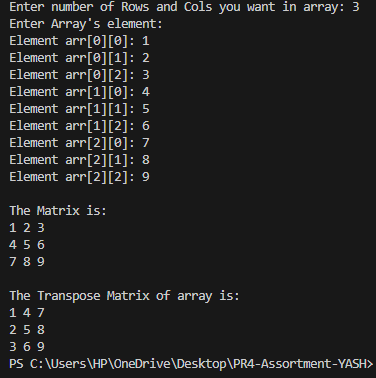 Enter number of Rows and Cols you want in array: 3
Enter Array's element:
Element arr[0][0]: 1
Element arr[0][1]: 2
Element arr[0][2]: 3
Element arr[1][0]: 4
Element arr[1][1]: 5
Element arr[1][2]: 6
Element arr[2][0]: 7
Element arr[2][1]: 8
Element arr[2][2]: 9
The Matrix is:
1 2 3
4 5 6
7 8 9
The Transpose Matrix of array is:
1 4 7
2 5 8
3 6 9
PS C:\Users\HP\OneDrive\Desktop\PR4-Assortment-YASH>